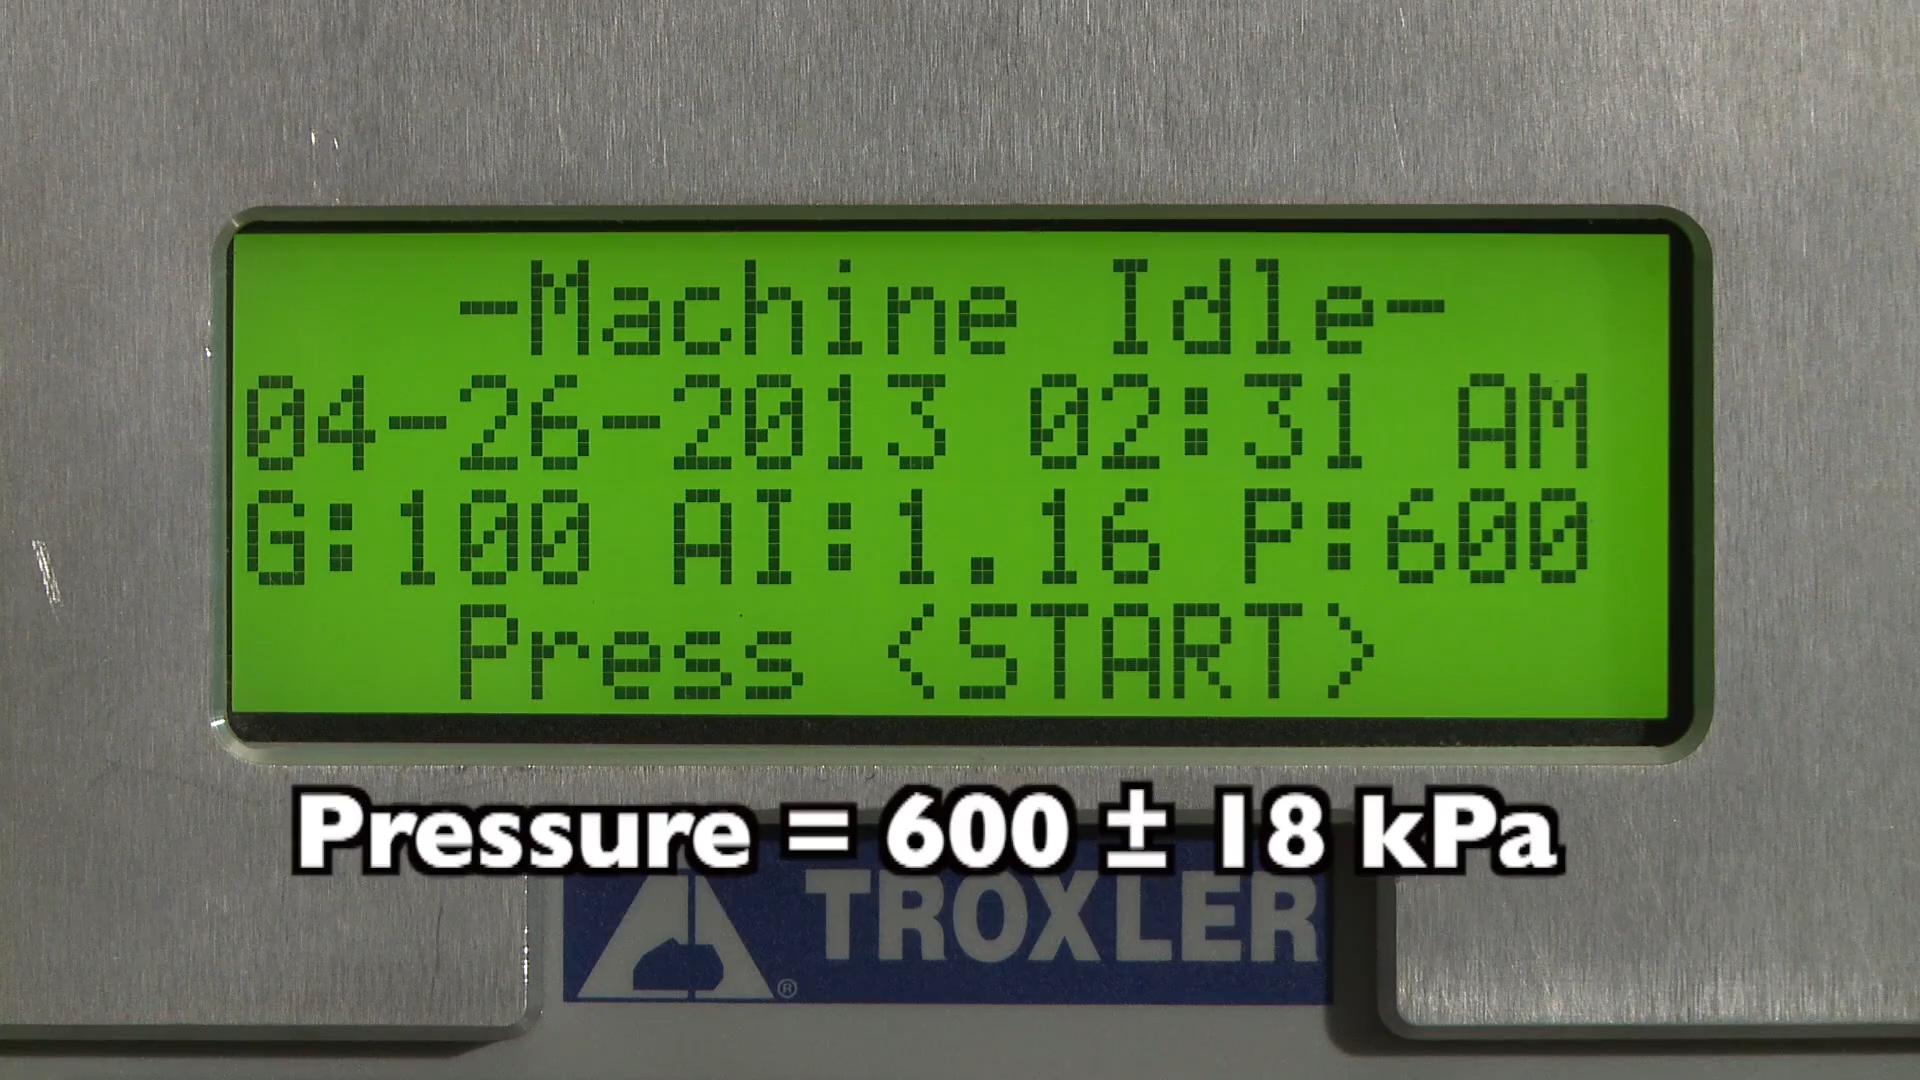 -Machine Idle-
04-26-2013 02:31 AM
G:100 AI:1.16 P:600
Press <START>
Pressure = 600 ± 18 kPa
TROXLER
®